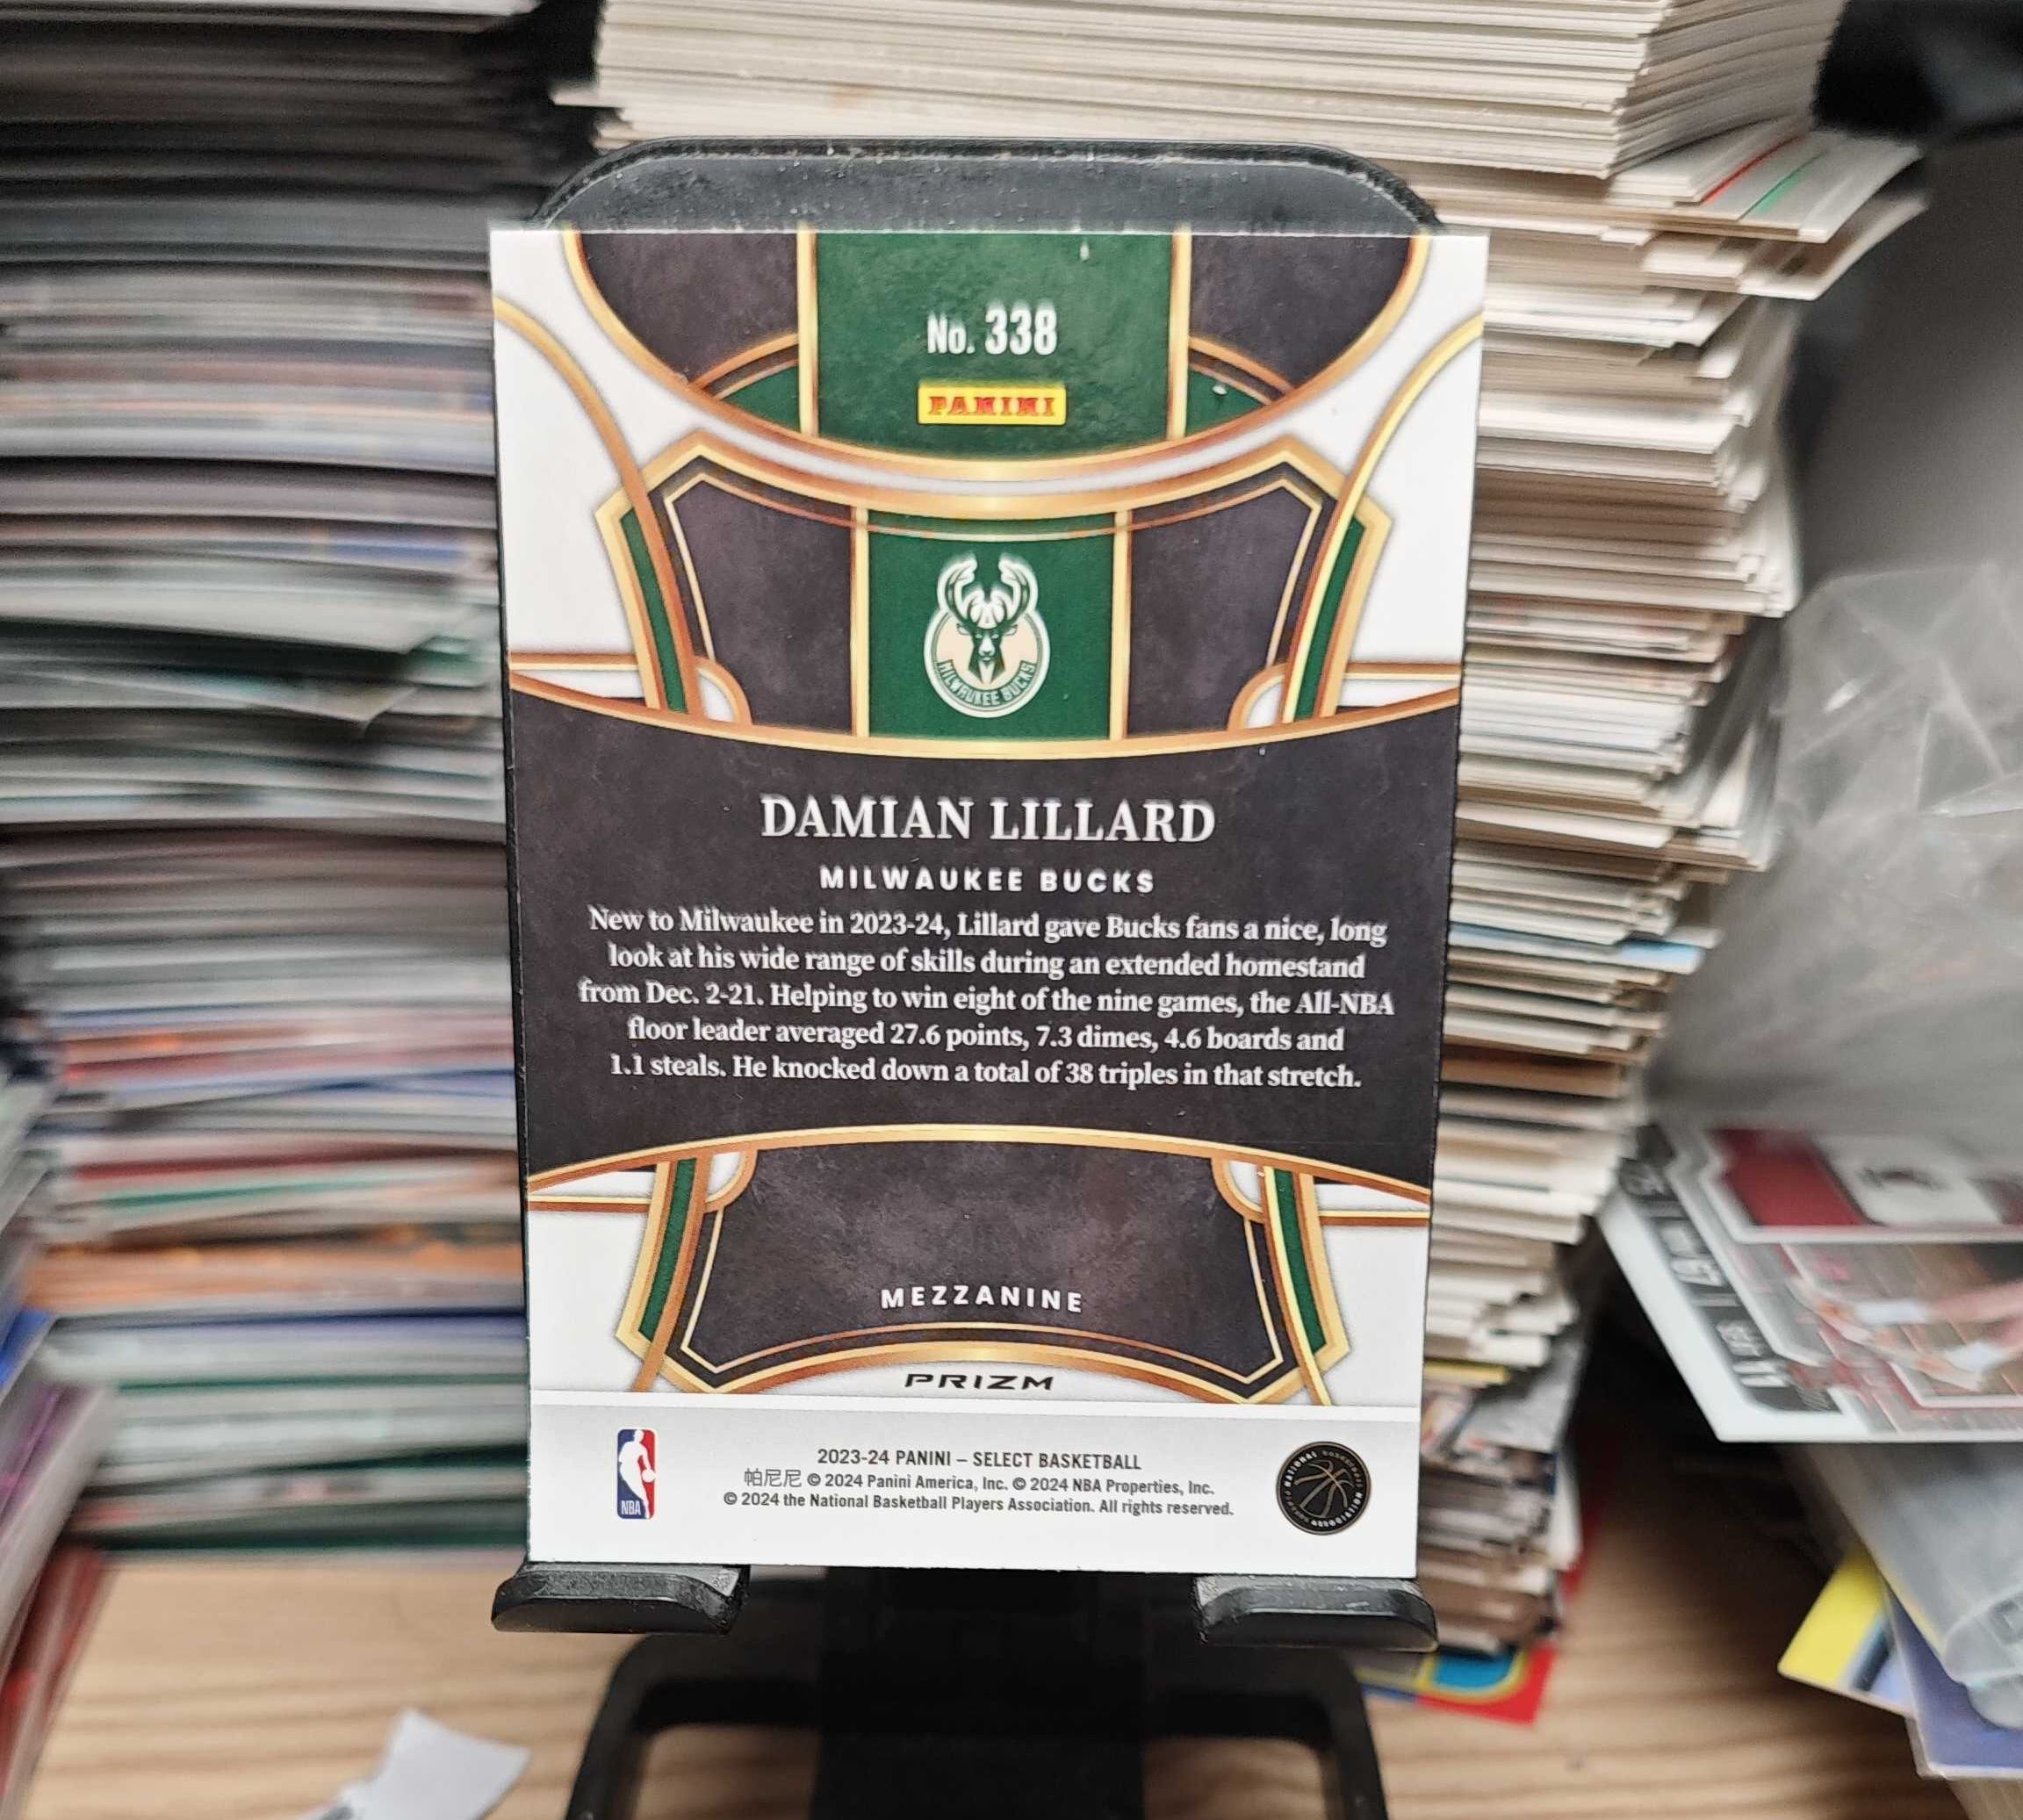 No. 338
PANINI
MILWAUKEE BUCKS
DAMIAN LILLARD
MILWAUKEE BUCKS
New to Milwaukee in 2023-24, Lillard gave Bucks fans a nice, long
look at his wide range of skills during an extended homestand
from Dec. 2-21. Helping to win eight of the nine games, the All-NBA
floor leader averaged 27.6 points, 7.3 dimes, 4.6 boards and
1.1 steals. He knocked down a total of 38 triples in that stretch.
MEZZANINE
PRIZM
NBA
2023-24 PANINI – SELECT BASKETBALL
帕尼尼 © 2024 Panini America, Inc. © 2024 NBA Properties, Inc.
© 2024 the National Basketball Players Association. All rights reserved.